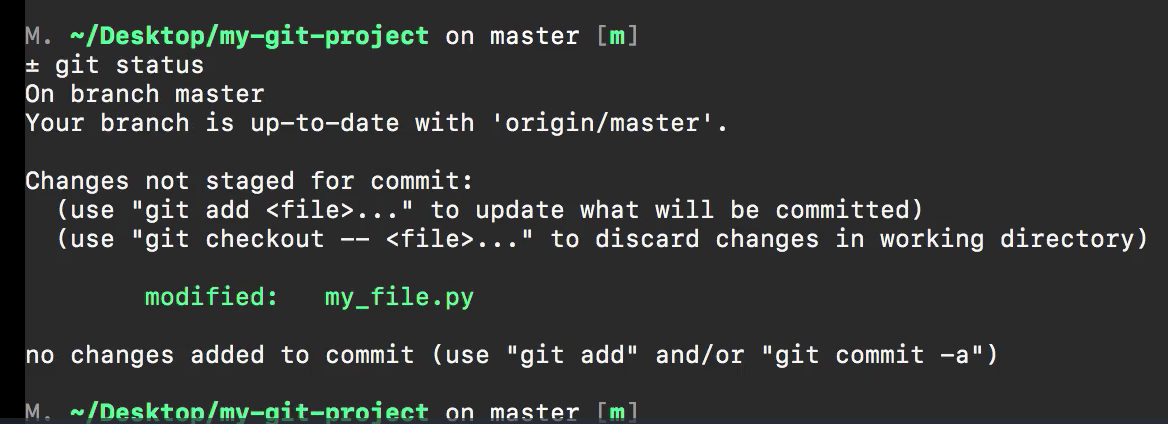 M. ~/Desktop/my-git-project on master [m]
± git status
On branch master
Your branch is up-to-date with 'origin/master'.
Changes not staged for commit:
(use "git add <file>..." to update what will be committed)
(use "git checkout -- <file>..." to discard changes in working directory)
modified: my_file.py
no changes added to commit (use "git add" and/or "git commit -a")
M. ~/Desktop/my-git-project on master [m]